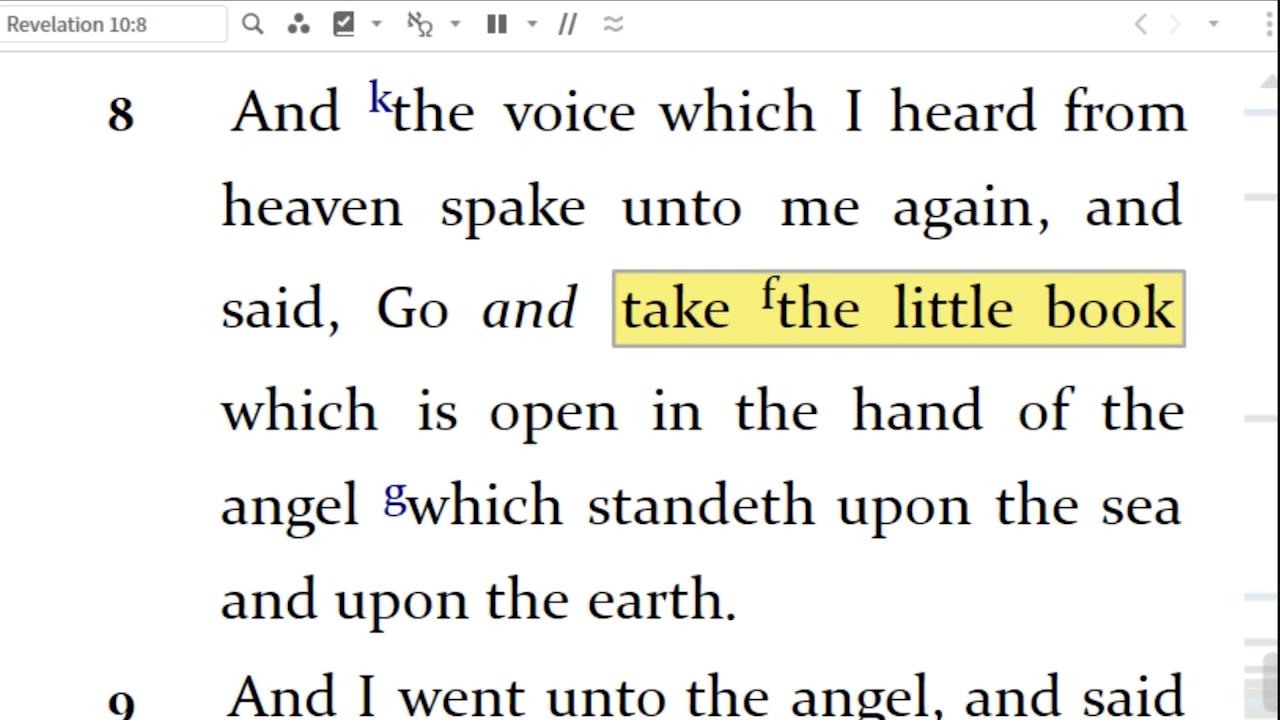 Revelation 10:8
8 And kthe voice which I heard from
heaven spake unto me again, and
said, Go and take fthe little book
which is open in the hand of the
angel gwhich standeth upon the sea
and upon the earth.
9 And I went unto the angel, and said